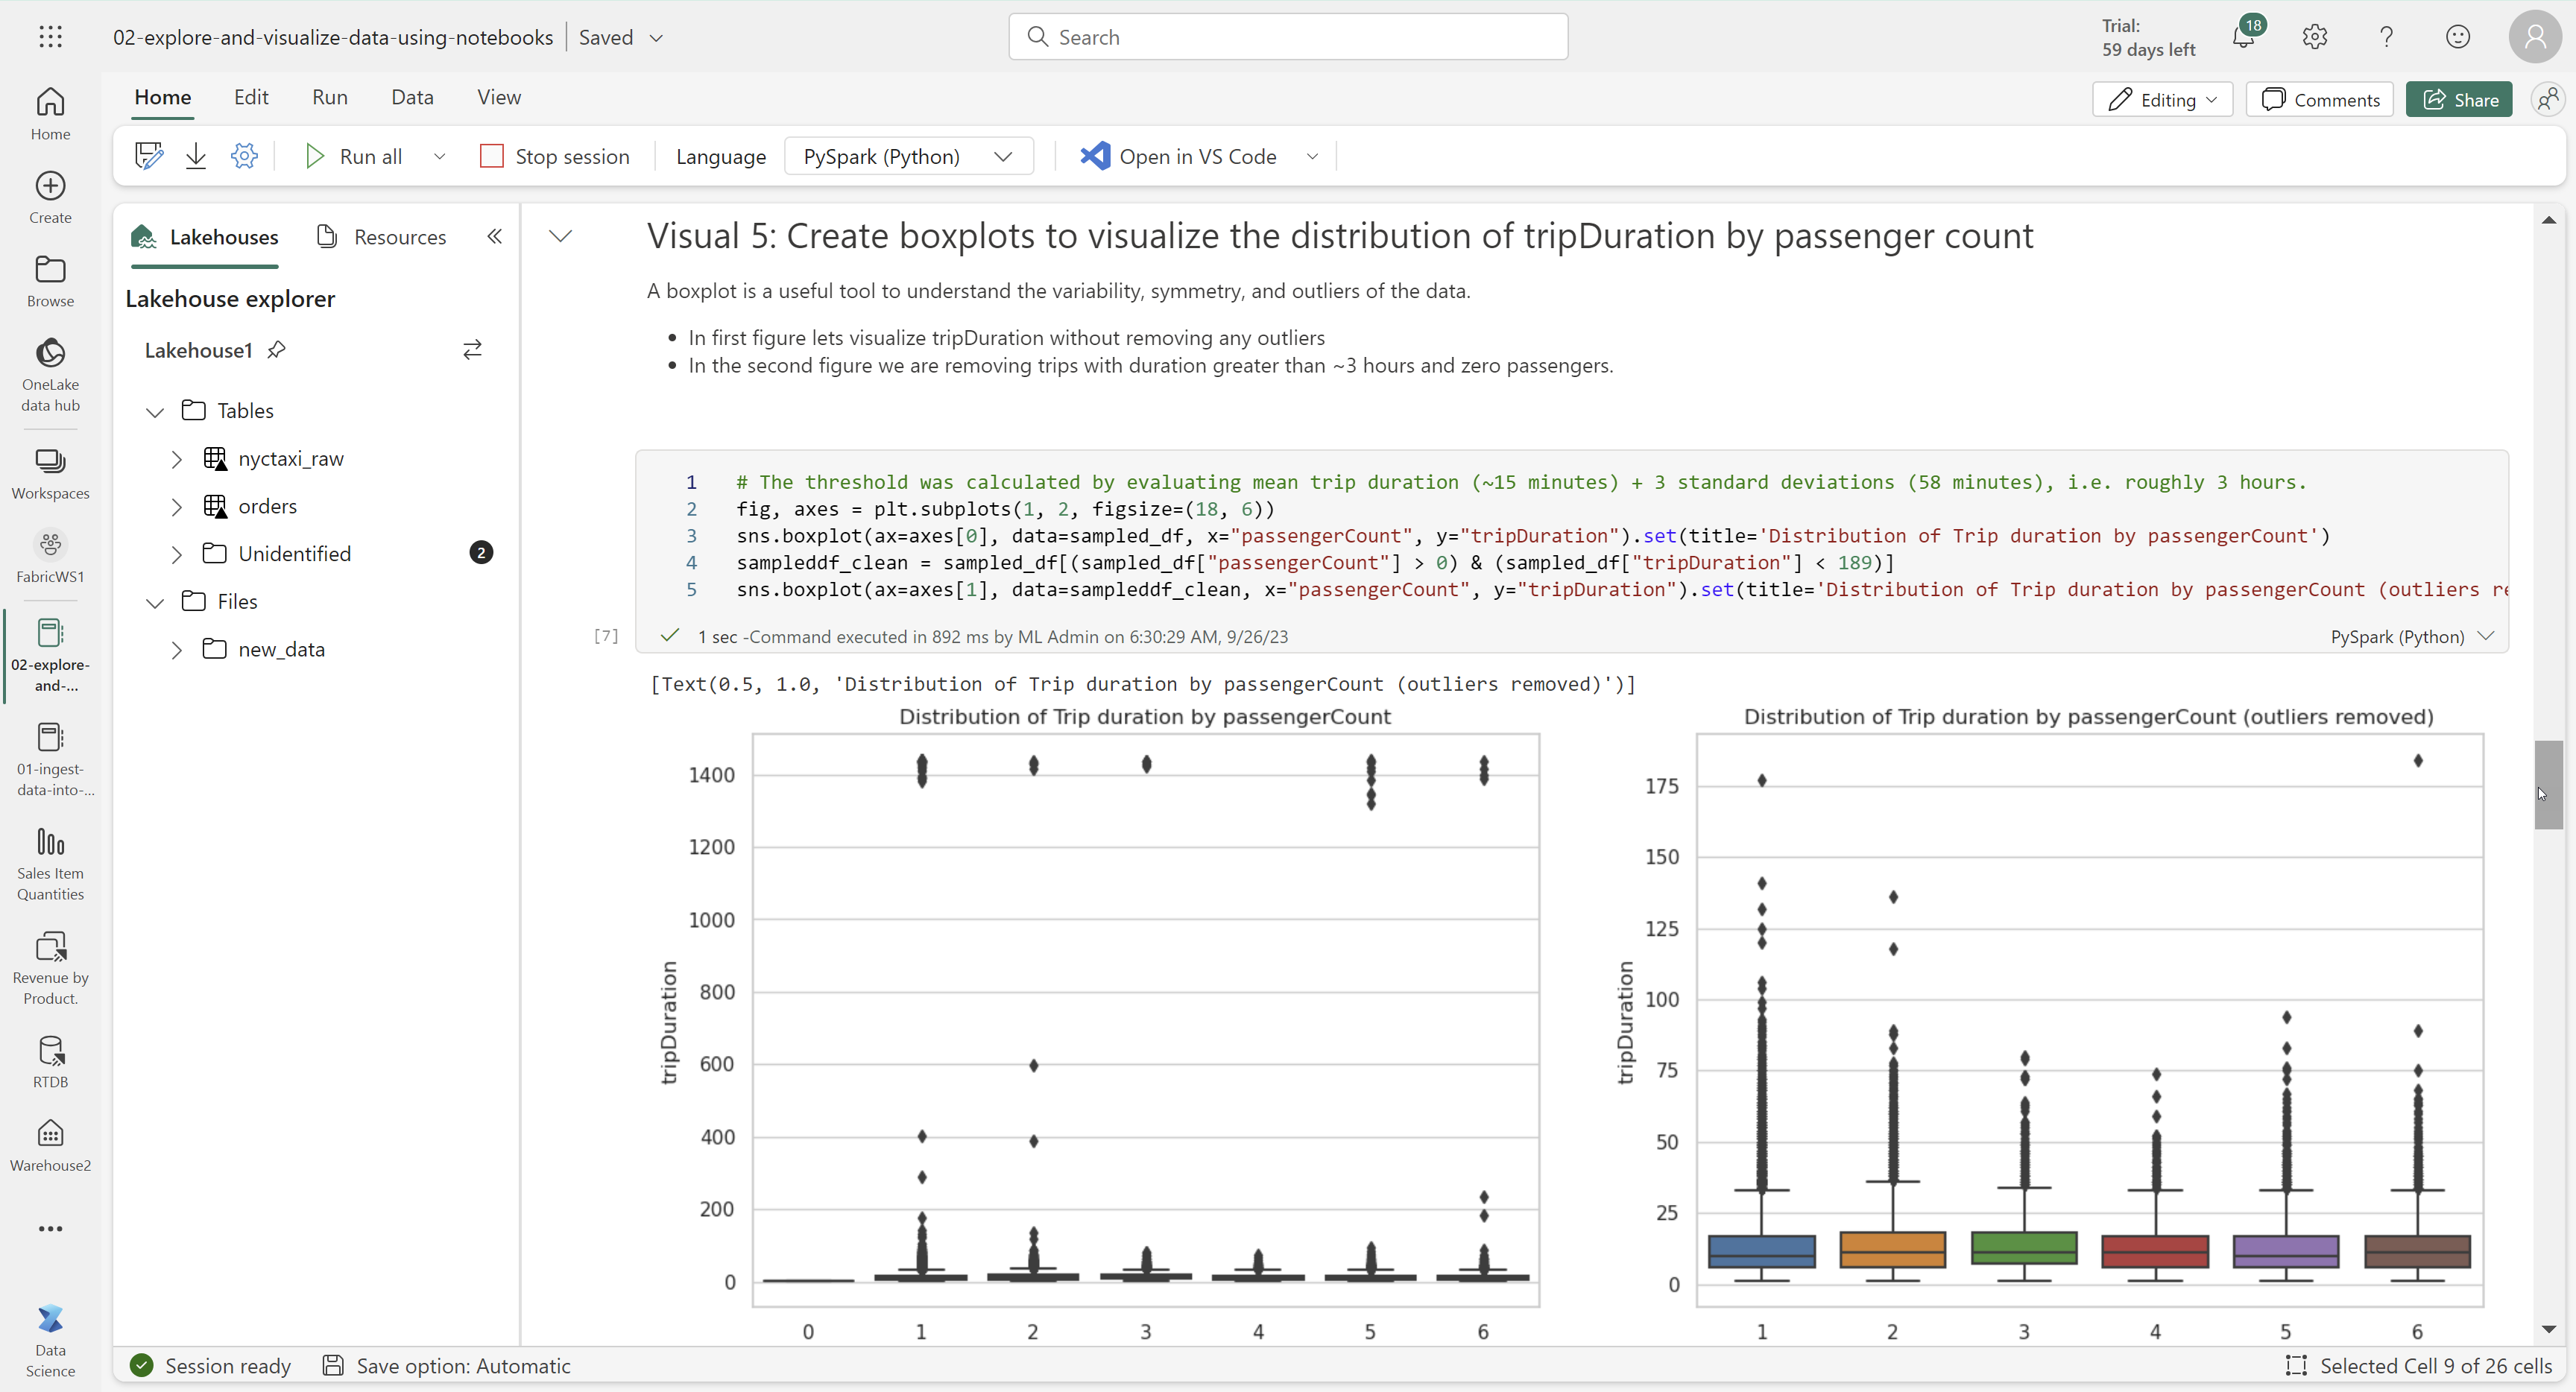 02-explore-and-visualize-data-using-notebooks
Saved
Search
Trial:
59 days left
18
Home
Edit
Run
Data
View
Editing
Comments
Share
Run all
Stop session
Language
PySpark (Python)
Open in VS Code
Home
Create
Browse
OneLake
data hub
Workspaces
FabricWS1
02-explore-
and-...
01-ingest-
data-into-...
Sales Item
Quantities
Revenue by
Product.
RTDB
Warehouse2
Data
Science
Lakehouses
Resources
Lakehouse explorer
Lakehouse1
Tables
nyctaxi_raw
orders
Unidentified
2
Files
new_data
Visual 5: Create boxplots to visualize the distribution of tripDuration by passenger count
A boxplot is a useful tool to understand the variability, symmetry, and outliers of the data.
• In first figure lets visualize tripDuration without removing any outliers
• In the second figure we are removing trips with duration greater than ~3 hours and zero passengers.
1 # The threshold was calculated by evaluating mean trip duration (~15 minutes) + 3 standard deviations (58 minutes), i.e. roughly 3 hours.
2 fig, axes = plt.subplots(1, 2, figsize=(18, 6))
3 sns.boxplot(ax=axes[0], data=sampled_df, x="passengerCount", y="tripDuration").set(title='Distribution of Trip duration by passengerCount')
4 sampleddf_clean = sampled_df[(sampled_df["passengerCount"] > 0) & (sampled_df["tripDuration"] < 189)]
5 sns.boxplot(ax=axes[1], data=sampleddf_clean, x="passengerCount", y="tripDuration").set(title='Distribution of Trip duration by passengerCount (outliers re
[7]
1 sec -Command executed in 892 ms by ML Admin on 6:30:29 AM, 9/26/23
PySpark (Python)
[Text(0.5, 1.0, 'Distribution of Trip duration by passengerCount (outliers removed)')]
Distribution of Trip duration by passengerCount
1400
1200
1000
800
600
400
200
0
tripDuration
0 1 2 3 4 5 6
Distribution of Trip duration by passengerCount (outliers removed)
175
150
125
100
75
50
25
0
tripDuration
1 2 3 4 5 6
Session ready
Save option: Automatic
Selected Cell 9 of 26 cells